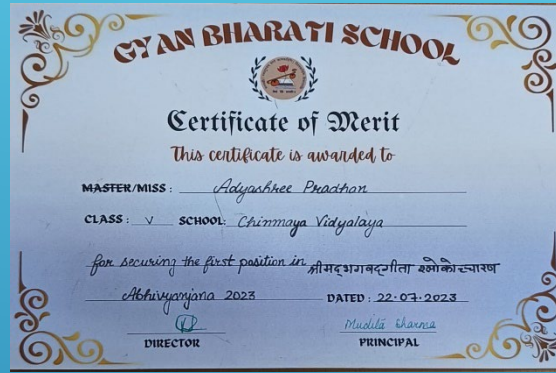 GYAN BHARATI SCHOOL
Certificate of Merit
This certificate is awarded to
MASTER/MISS : Adyashree Pradhan
CLASS : V SCHOOL: Chinmaya Vidyalaya
for securing the first position in श्रीमद्भगवद्गीता श्लोकोच्चारण
Abhivyanjana 2023 DATED : 22.07.2023
Mudita Sharma
DIRECTOR PRINCIPAL